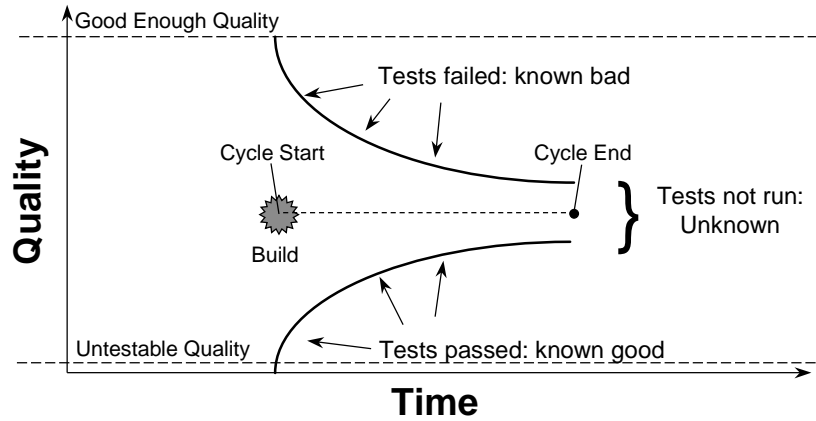 Good Enough Quality
Tests failed: known bad
Cycle Start
Cycle End
Tests not run:
Unknown
Quality
Build
Untestable Quality
Tests passed: known good
Time